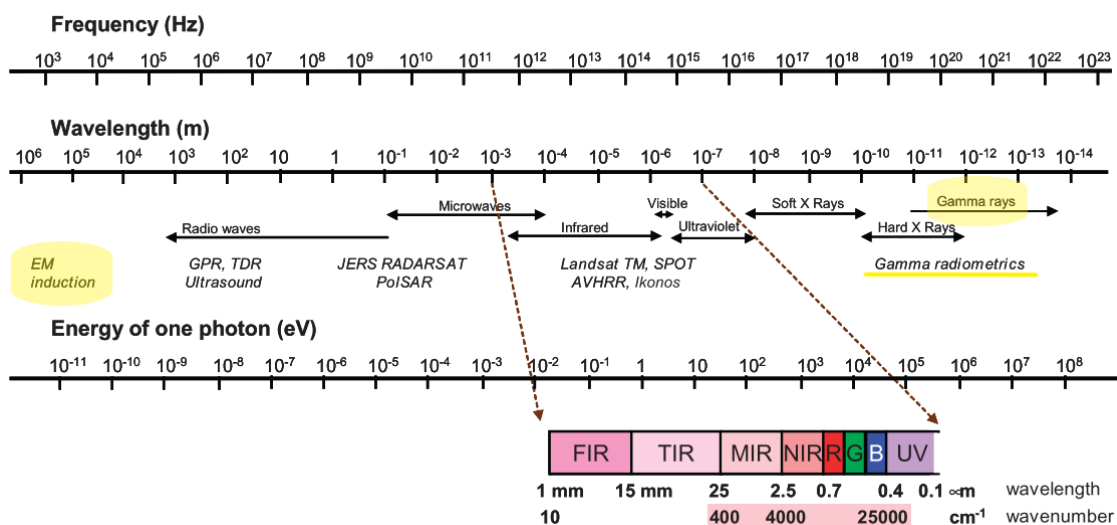 Frequency (Hz)
10³ 10⁴ 10⁵ 10⁶ 10⁷ 10⁸ 10⁹ 10¹⁰ 10¹¹ 10¹² 10¹³ 10¹⁴ 10¹⁵ 10¹⁶ 10¹⁷ 10¹⁸ 10¹⁹ 10²⁰ 10²¹ 10²² 10²³
Wavelength (m)
10⁶ 10⁵ 10⁴ 10³ 10² 10 1 10⁻¹ 10⁻² 10⁻³ 10⁻⁴ 10⁻⁵ 10⁻⁶ 10⁻⁷ 10⁻⁸ 10⁻⁹ 10⁻¹⁰ 10⁻¹¹ 10⁻¹² 10⁻¹³ 10⁻¹⁴
Microwaves Visible Soft X Rays Gamma rays
Radio waves Infrared Ultraviolet Hard X Rays
EM GPR, TDR JERS RADARSAT Landsat TM, SPOT Gamma radiometrics
induction Ultrasound PolSAR AVHRR, Ikonos
Energy of one photon (eV)
10⁻¹¹ 10⁻¹⁰ 10⁻⁹ 10⁻⁸ 10⁻⁷ 10⁻⁶ 10⁻⁵ 10⁻⁴ 10⁻³ 10⁻² 10⁻¹ 1 10 10² 10³ 10⁴ 10⁵ 10⁶ 10⁷ 10⁸
FIR TIR MIR NIR R G B UV
1 mm 15 mm 25 2.5 0.7 0.4 0.1 ∝m wavelength
10 400 4000 25000 cm⁻¹ wavenumber